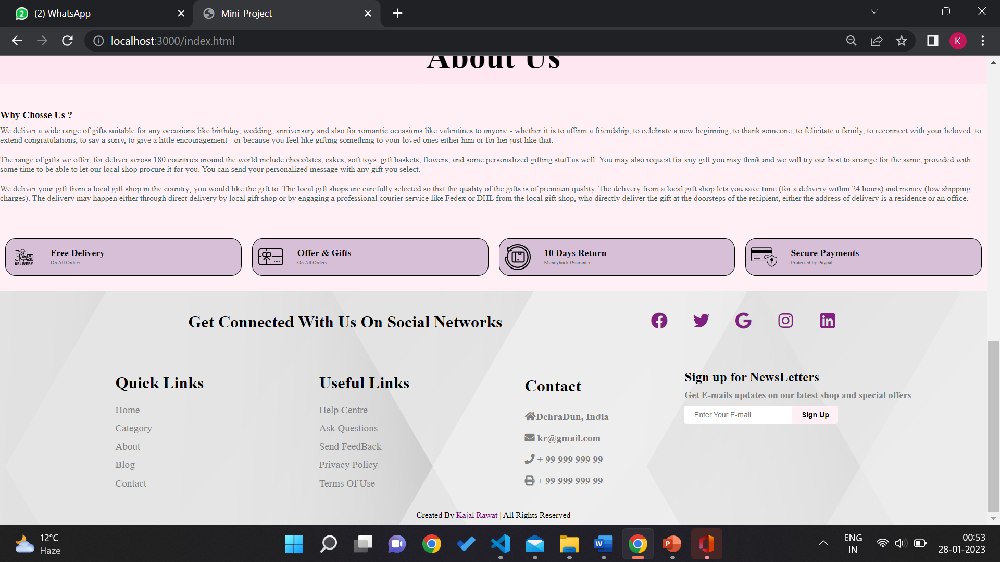 2 (2) WhatsApp
Mini_Project
localhost:3000/index.html
K
About Us
Why Chosse Us ?
We deliver a wide range of gifts suitable for any occasions like birthday, wedding, anniversary and also for romantic occasions like valentines to anyone - whether it is to affirm a friendship, to celebrate a new beginning, to thank someone, to felicitate a family, to reconnect with your beloved, to
extend congratulations, to say a sorry, to give a little encouragement - or because you feel like gifting something to your loved ones either him or for her just like that.
The range of gifts we offer, for deliver across 180 countries around the world include chocolates, cakes, soft toys, gift baskets, flowers, and some personalized gifting stuff as well. You may also request for any gift you may think and we will try our best to arrange for the same, provided with
some time to be able to let our local shop procure it for you. You can send your personalized message with any gift you select.
We deliver your gift from a local gift shop in the country; you would like the gift to. The local gift shops are carefully selected so that the quality of the gifts is of premium quality. The delivery from a local gift shop lets you save time (for a delivery within 24 hours) and money (low shipping
charges). The delivery may happen either through direct delivery by local gift shop or by engaging a professional courier service like Fedex or DHL from the local gift shop, who directly deliver the gift at the doorsteps of the recipient, either the address of delivery is a residence or an office.
DELIVERY
Free Delivery
On All Orders
Offer & Gifts
On All Orders
10 Days Return
Moneyback Guarantee
Secure Payments
Protected by Paypal
Get Connected With Us On Social Networks
Quick Links
Home
Category
About
Blog
Contact
Useful Links
Help Centre
Ask Questions
Send FeedBack
Privacy Policy
Terms Of Use
Contact
DehraDun, India
kr@gmail.com
+ 99 999 999 99
+ 99 999 999 99
Sign up for NewsLetters
Get E-mails updates on our latest shop and special offers
Enter Your E-mail
Sign Up
Created By Kajal Rawat | All Rights Reserved
12°C
Haze
W
P
ENG
IN
00:53
28-01-2023